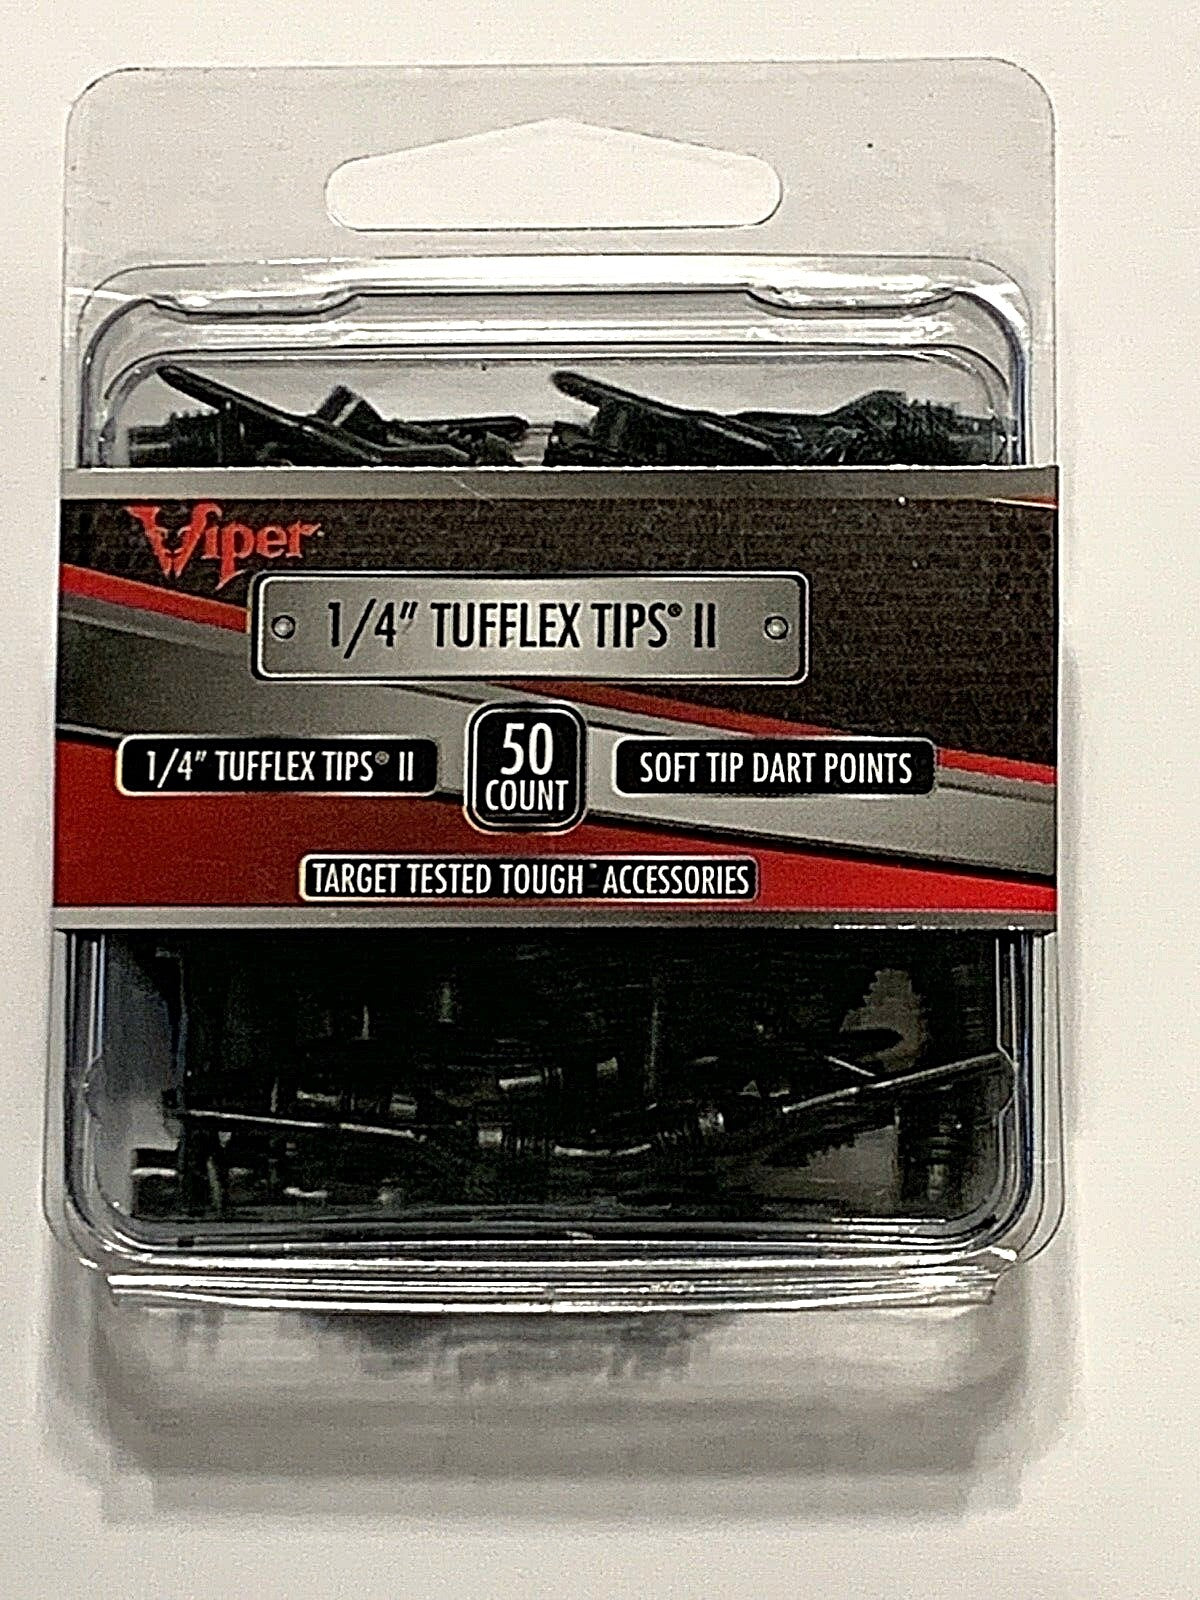 Viper
1/4" TUFFLEX TIPS® II
1/4" TUFFLEX TIPS® II
50
COUNT
SOFT TIP DART POINTS
TARGET TESTED TOUGH™ ACCESSORIES